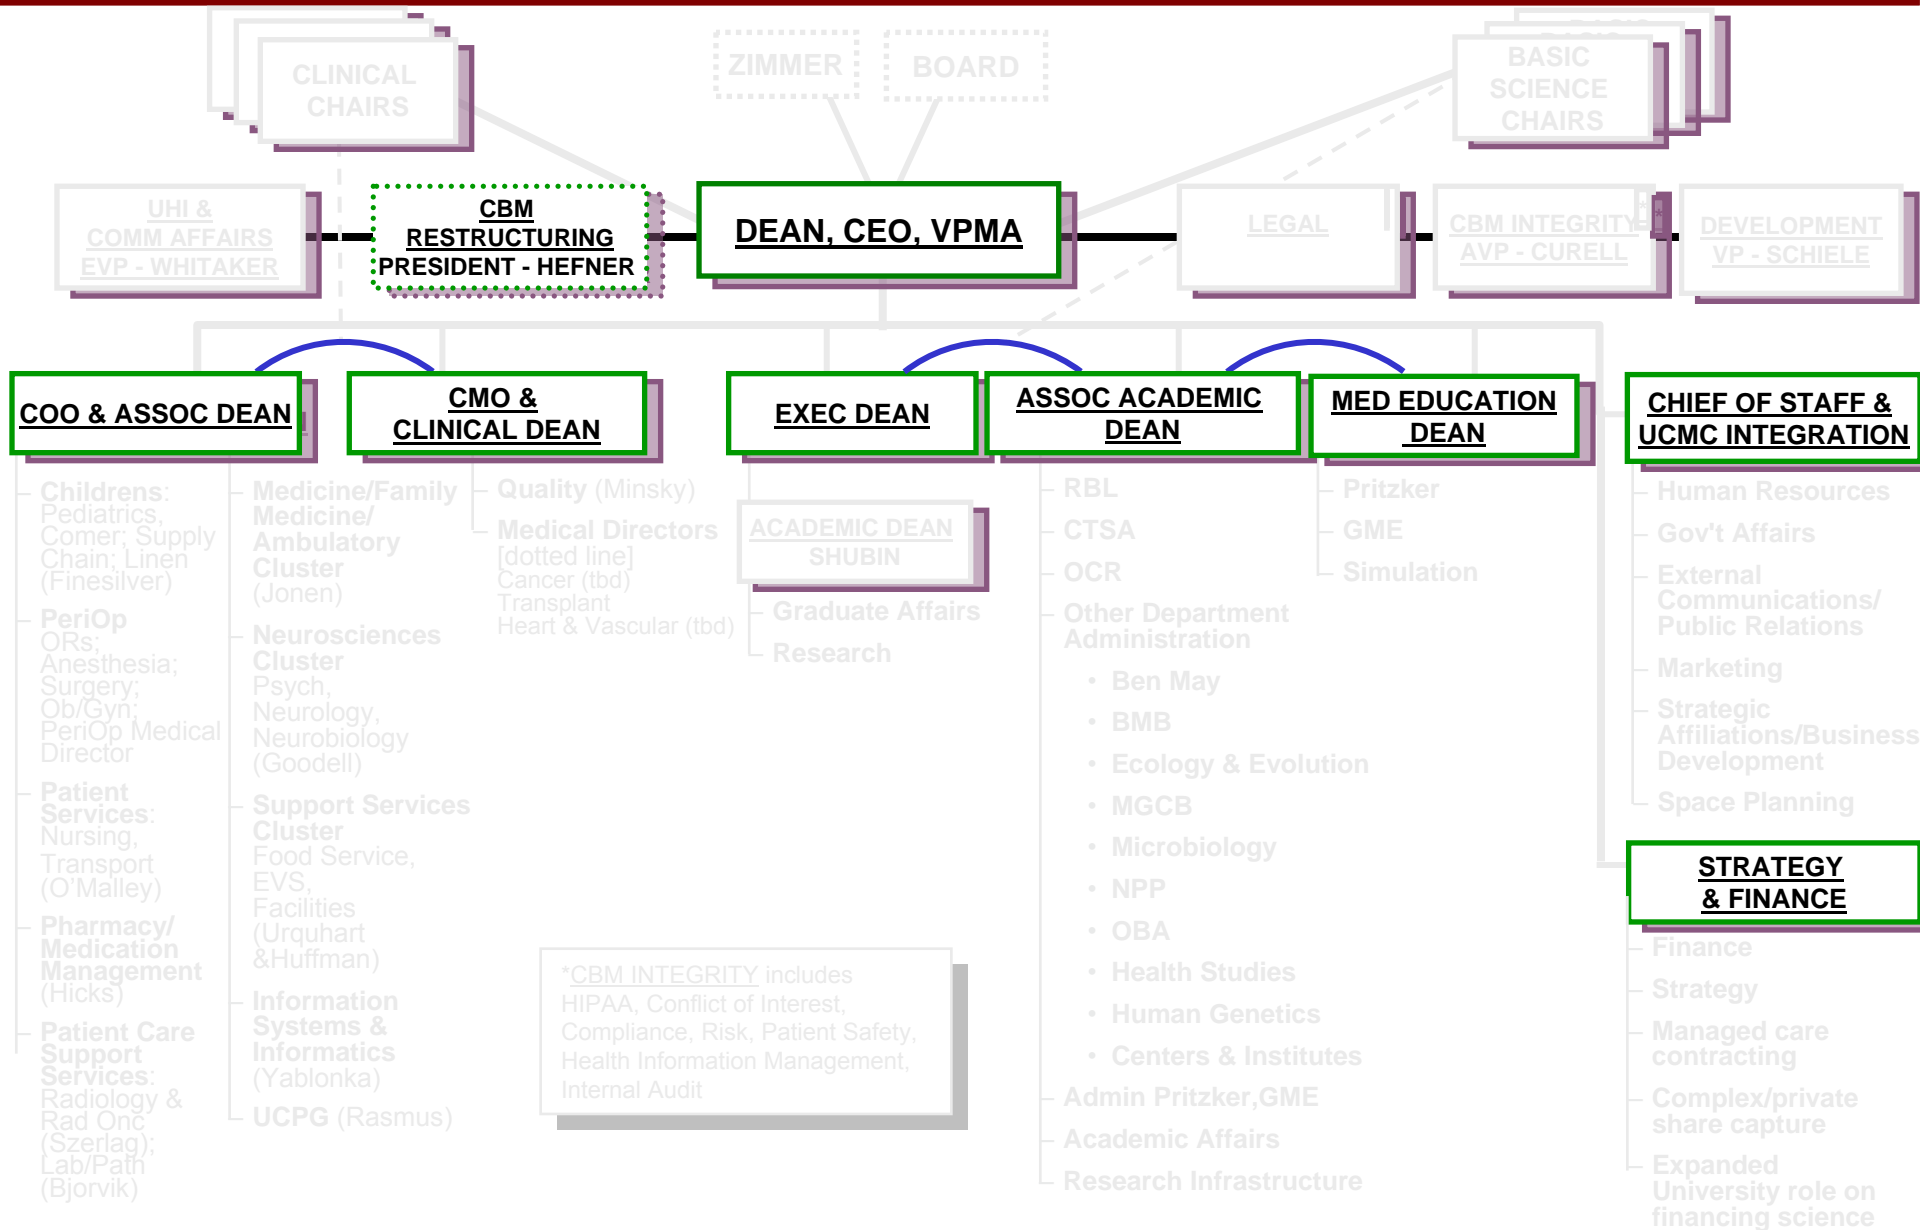 CLINICAL
CHAIRS
ZIMMER
BOARD
BASIC
SCIENCE
CHAIRS
UHI &
COMM AFFAIRS
EVP - WHITAKER
CBM
RESTRUCTURING
PRESIDENT - HEFNER
DEAN, CEO, VPMA
LEGAL
CBM INTEGRITY*
AVP - CURELL
DEVELOPMENT
VP - SCHIELE
COO & ASSOC DEAN
CMO &
CLINICAL DEAN
EXEC DEAN
ASSOC ACADEMIC
DEAN
MED EDUCATION
DEAN
CHIEF OF STAFF &
UCMC INTEGRATION
Childrens:
Pediatrics,
Comer; Supply
Chain; Linen
(Finesilver)
PeriOp
ORs;
Anesthesia;
Surgery;
Ob/Gyn;
PeriOp Medical
Director
Patient
Services:
Nursing,
Transport
(O'Malley)
Pharmacy/
Medication
Management
(Hicks)
Patient Care
Support
Services:
Radiology &
Rad Onc
(Szerlag);
Lab/Path
(Bjorvik)
Medicine/Family
Medicine/
Ambulatory
Cluster
(Jonen)
Neurosciences
Cluster
Psych,
Neurology,
Neurobiology
(Goodell)
Support Services
Cluster
Food Service,
EVS,
Facilities
(Urquhart
&Huffman)
Information
Systems &
Informatics
(Yablonka)
UCPG (Rasmus)
Quality (Minsky)
Medical Directors
[dotted line]
Cancer (tbd)
Transplant
Heart & Vascular (tbd)
ACADEMIC DEAN
SHUBIN
Graduate Affairs
Research
RBL
CTSA
OCR
Other Department
Administration
• Ben May
• BMB
• Ecology & Evolution
• MGCB
• Microbiology
• NPP
• OBA
• Health Studies
• Human Genetics
• Centers & Institutes
Admin Pritzker,GME
Academic Affairs
Research Infrastructure
Pritzker
GME
Simulation
Human Resources
Gov't Affairs
External
Communications/
Public Relations
Marketing
Strategic
Affiliations/Business
Development
Space Planning
STRATEGY
& FINANCE
Finance
Strategy
Managed care
contracting
Complex/private
share capture
Expanded
University role on
financing science
*CBM INTEGRITY includes
HIPAA, Conflict of Interest,
Compliance, Risk, Patient Safety,
Health Information Management,
Internal Audit